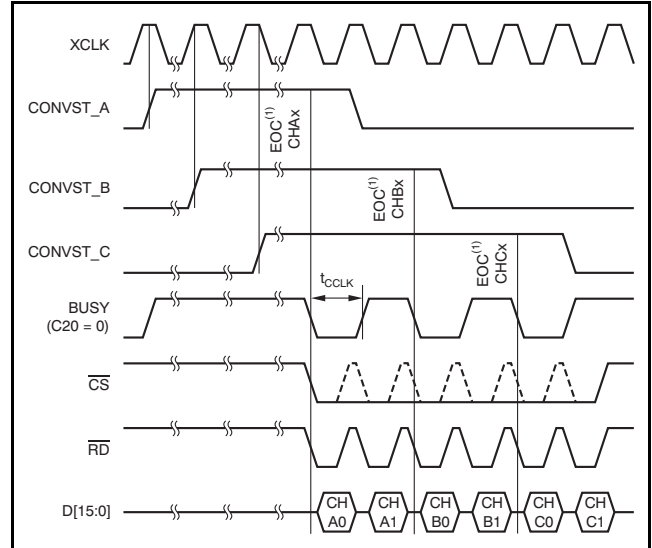 XCLK
CONVST_A
EOC(1)
CHAx
CONVST_B
EOC(1)
CHBx
CONVST_C
EOC(1)
CHCx
tCCLK
BUSY
(C20 = 0)
CS
RD
D[15:0]
CH
A0
CH
A1
CH
B0
CH
B1
CH
C0
CH
C1